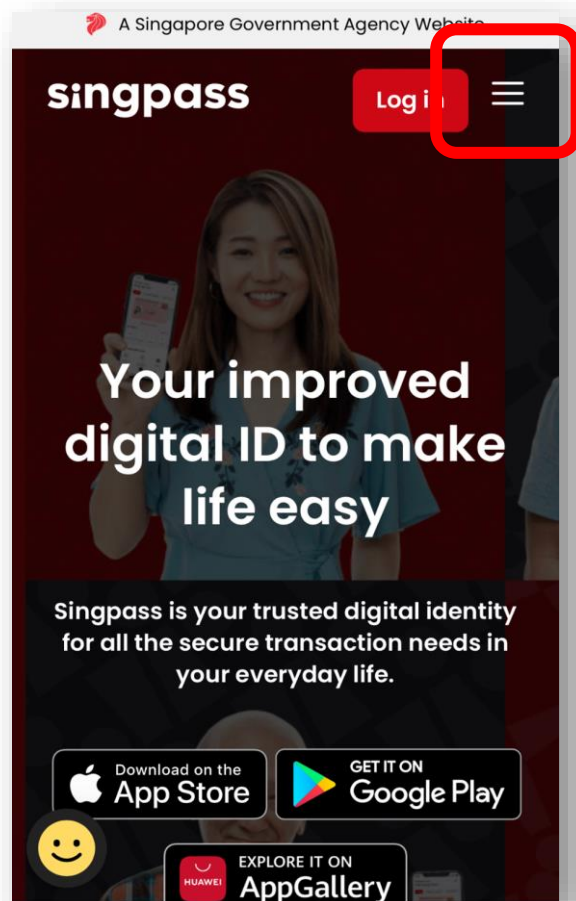 A Singapore Government Agency Website
singpass
Log in
Your improved
digital ID to make
life easy
Singpass is your trusted digital identity
for all the secure transaction needs in
your everyday life.
Download on the
App Store
GET IT ON
Google Play
HUAWEI
EXPLORE IT ON
AppGallery